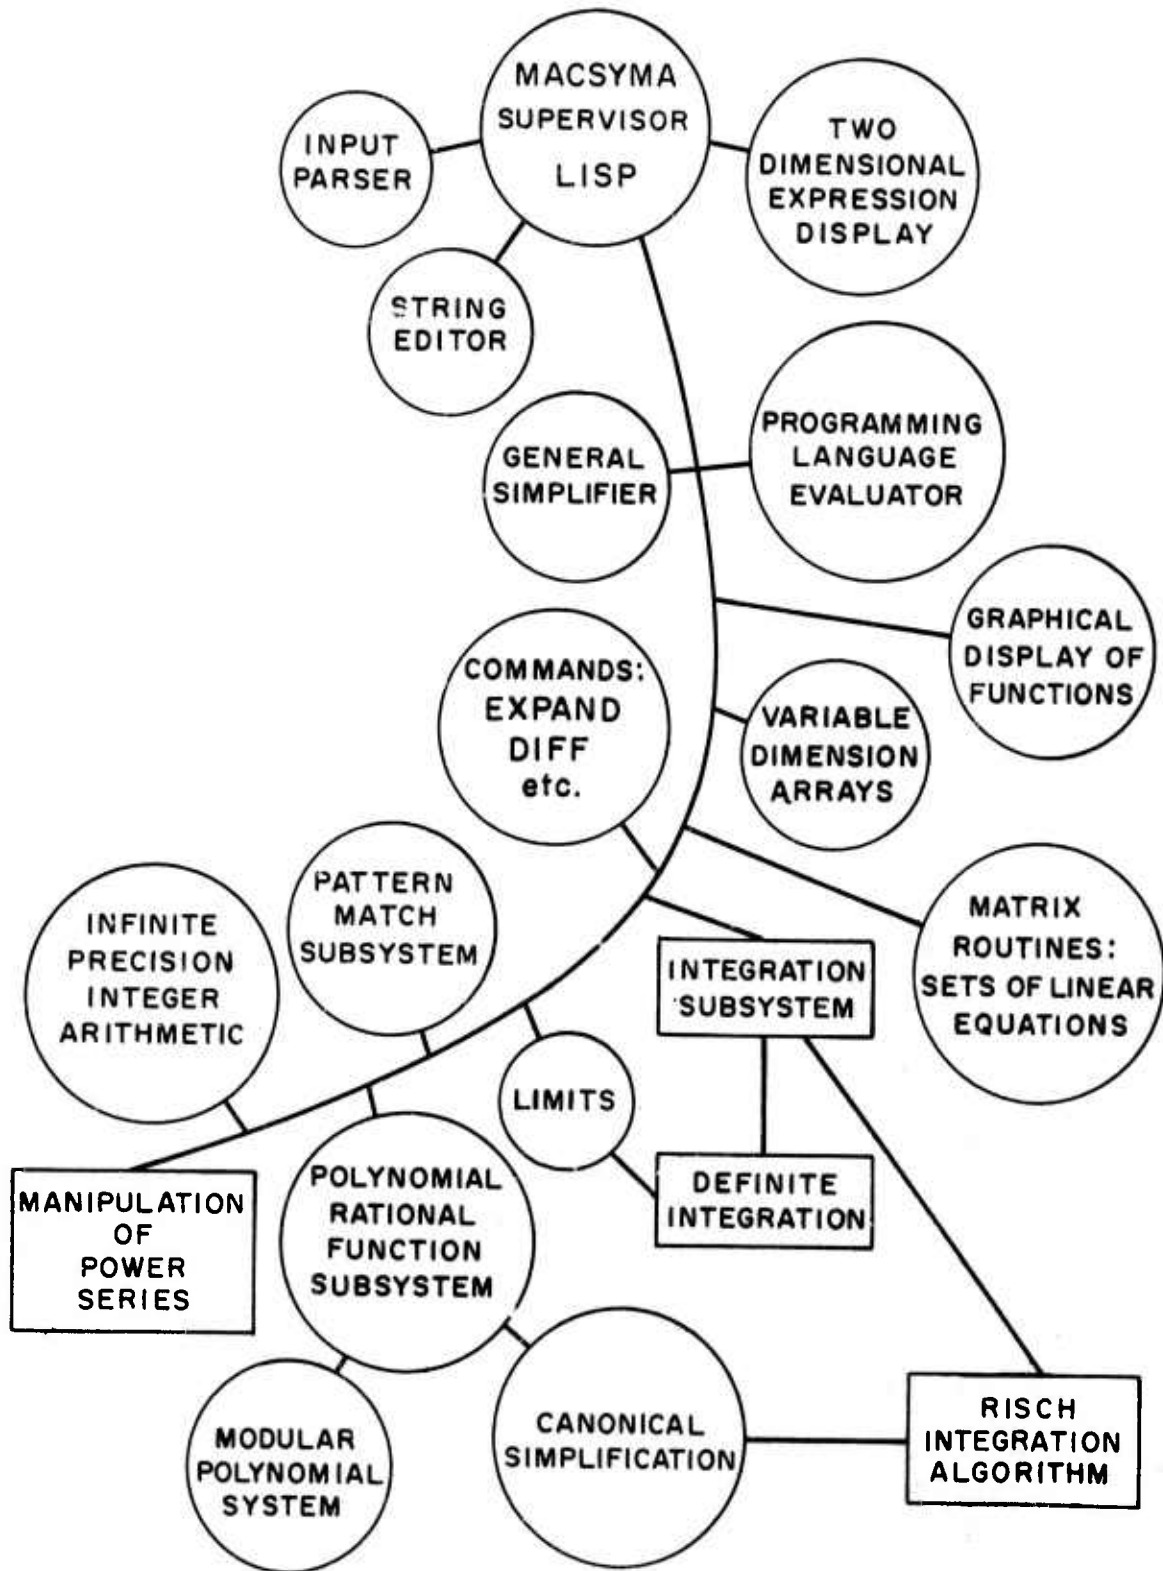 MACSYMA
SUPERVISOR
LISP
INPUT
PARSER
TWO
DIMENSIONAL
EXPRESSION
DISPLAY
STRING
EDITOR
GENERAL
SIMPLIFIER
PROGRAMMING
LANGUAGE
EVALUATOR
GRAPHICAL
DISPLAY OF
FUNCTIONS
COMMANDS:
EXPAND
DIFF
etc.
VARIABLE
DIMENSION
ARRAYS
PATTERN
MATCH
SUBSYSTEM
INFINITE
PRECISION
INTEGER
ARITHMETIC
INTEGRATION
SUBSYSTEM
MATRIX
ROUTINES:
SETS OF LINEAR
EQUATIONS
LIMITS
DEFINITE
INTEGRATION
MANIPULATION
OF
POWER
SERIES
POLYNOMIAL
RATIONAL
FUNCTION
SUBSYSTEM
MODULAR
POLYNOMIAL
SYSTEM
CANONICAL
SIMPLIFICATION
RISCH
INTEGRATION
ALGORITHM